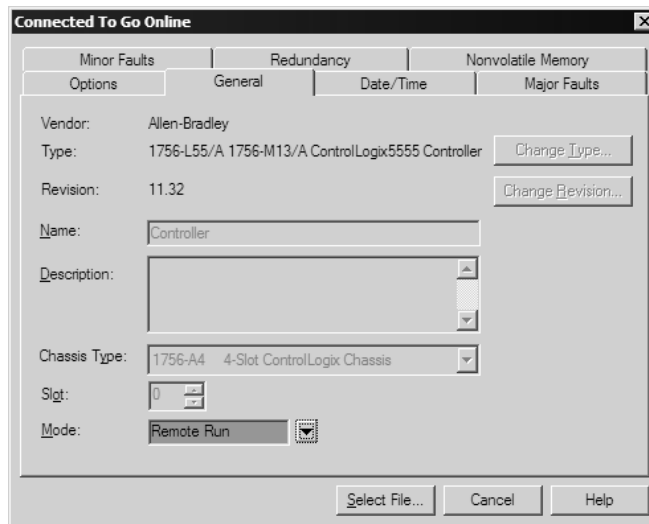 Connected To Go Online
Minor Faults Redundancy Nonvolatile Memory
Options General Date/Time Major Faults
Vendor: Allen-Bradley
Type: 1756-L55/A 1756-M13/A ControlLogix5555 Controller Change Type...
Revision: 11.32 Change Revision...
Name: Controller
Description:
Chassis Type: 1756-A4 4-Slot ControlLogix Chassis
Slot: 0
Mode: Remote Run
Select File... Cancel Help